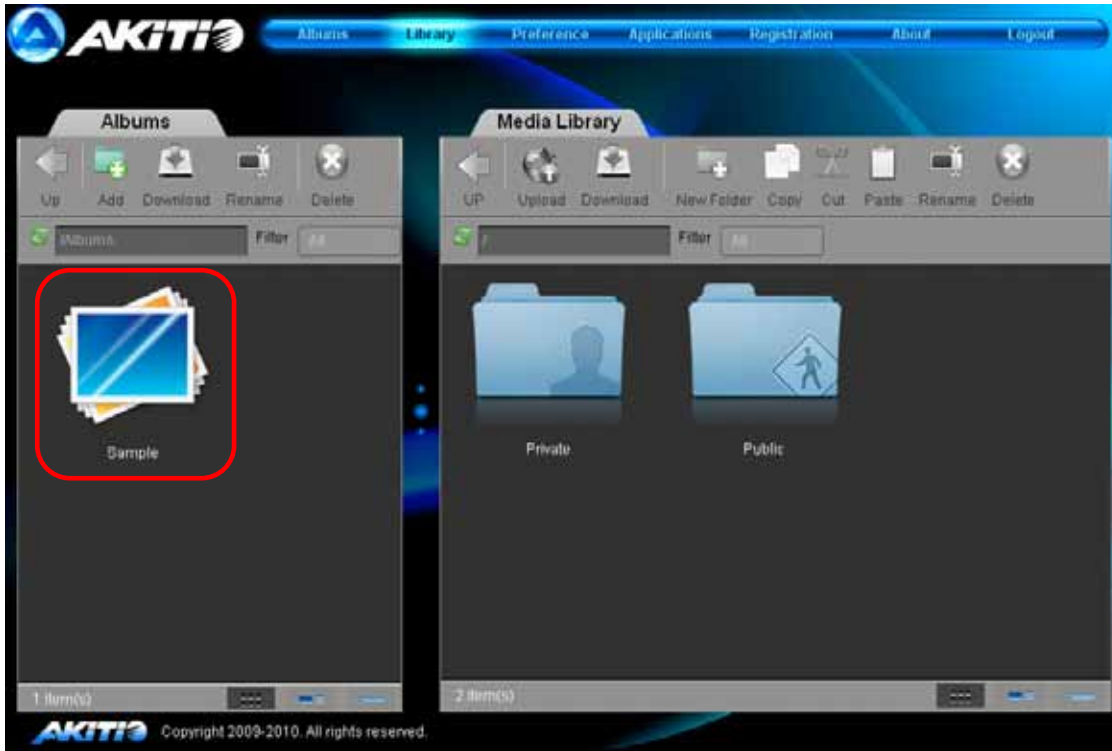 AKiTiO Albums Library Preference Applications Registration About Logout
Albums
Up Add Download Rename Delete
/Albums Filter All
Sample
1 item(s)
Media Library
UP Upload Download New Folder Copy Cut Paste Rename Delete
/ Filter All
Private Public
2 item(s)
AKiTiO Copyright 2009-2010. All rights reserved.